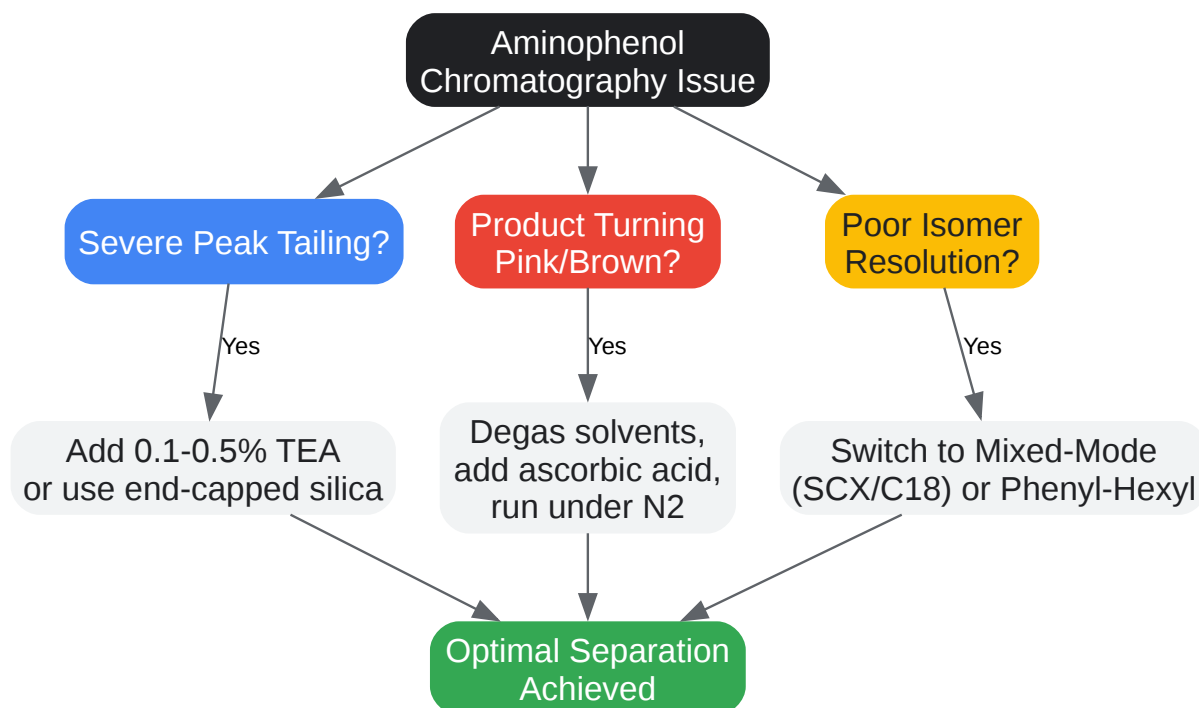 Aminophenol
Chromatography Issue
Severe Peak Tailing?
Product Turning
Pink/Brown?
Poor Isomer
Resolution?
Yes
Yes
Yes
Add 0.1-0.5% TEA
or use end-capped silica
Degas solvents,
add ascorbic acid,
run under N2
Switch to Mixed-Mode
(SCX/C18) or Phenyl-Hexyl
Optimal Separation
Achieved